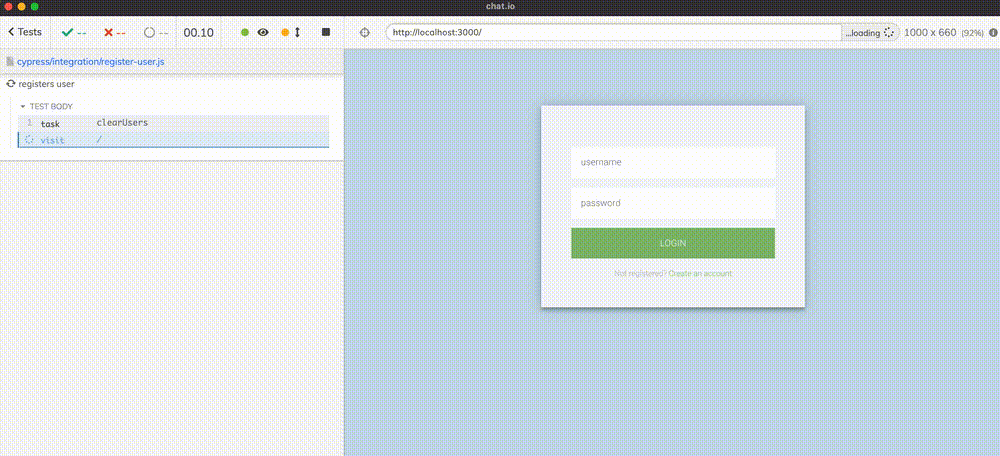 chat.io
Tests
--
--
--
00.10
http://localhost:3000/
...loading
1000 x 660 (92%)
cypress/integration/register-user.js
registers user
TEST BODY
1 task clearUsers
visit /
username
password
LOGIN
Not registered? Create an account